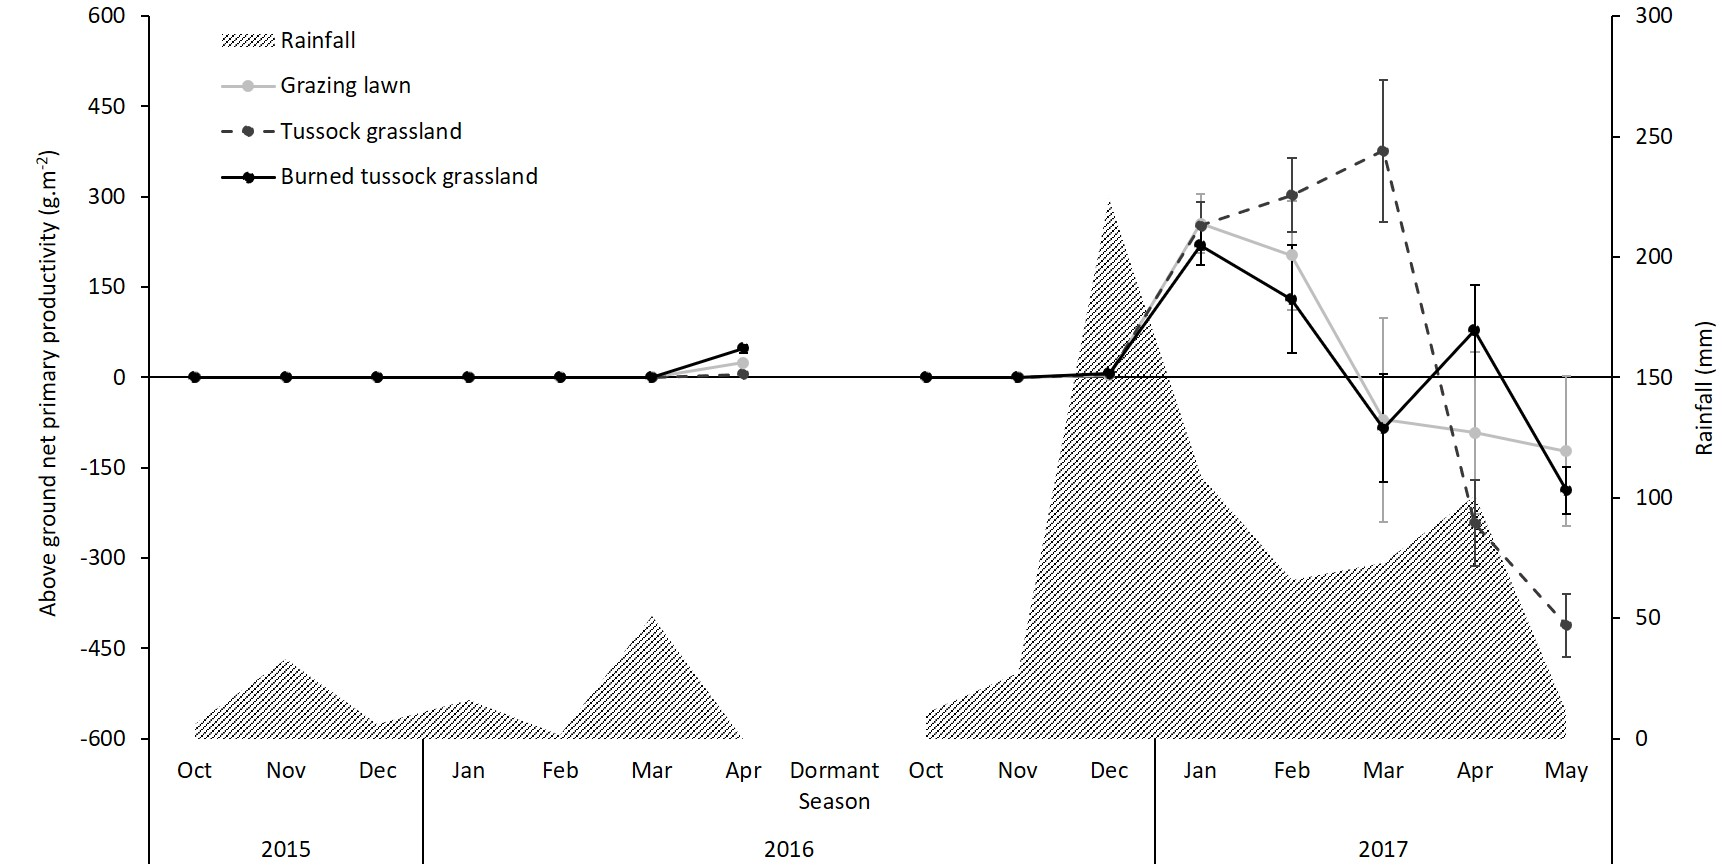 600
450
300
150
0
-150
-300
-450
-600
Above ground net primary productivity (g.m-2)
Rainfall
Grazing lawn
Tussock grassland
Burned tussock grassland
300
250
200
150
100
50
0
Rainfall (mm)
Oct Nov Dec Jan Feb Mar Apr Dormant Oct Nov Dec Jan Feb Mar Apr May
Season
2015 2016 2017